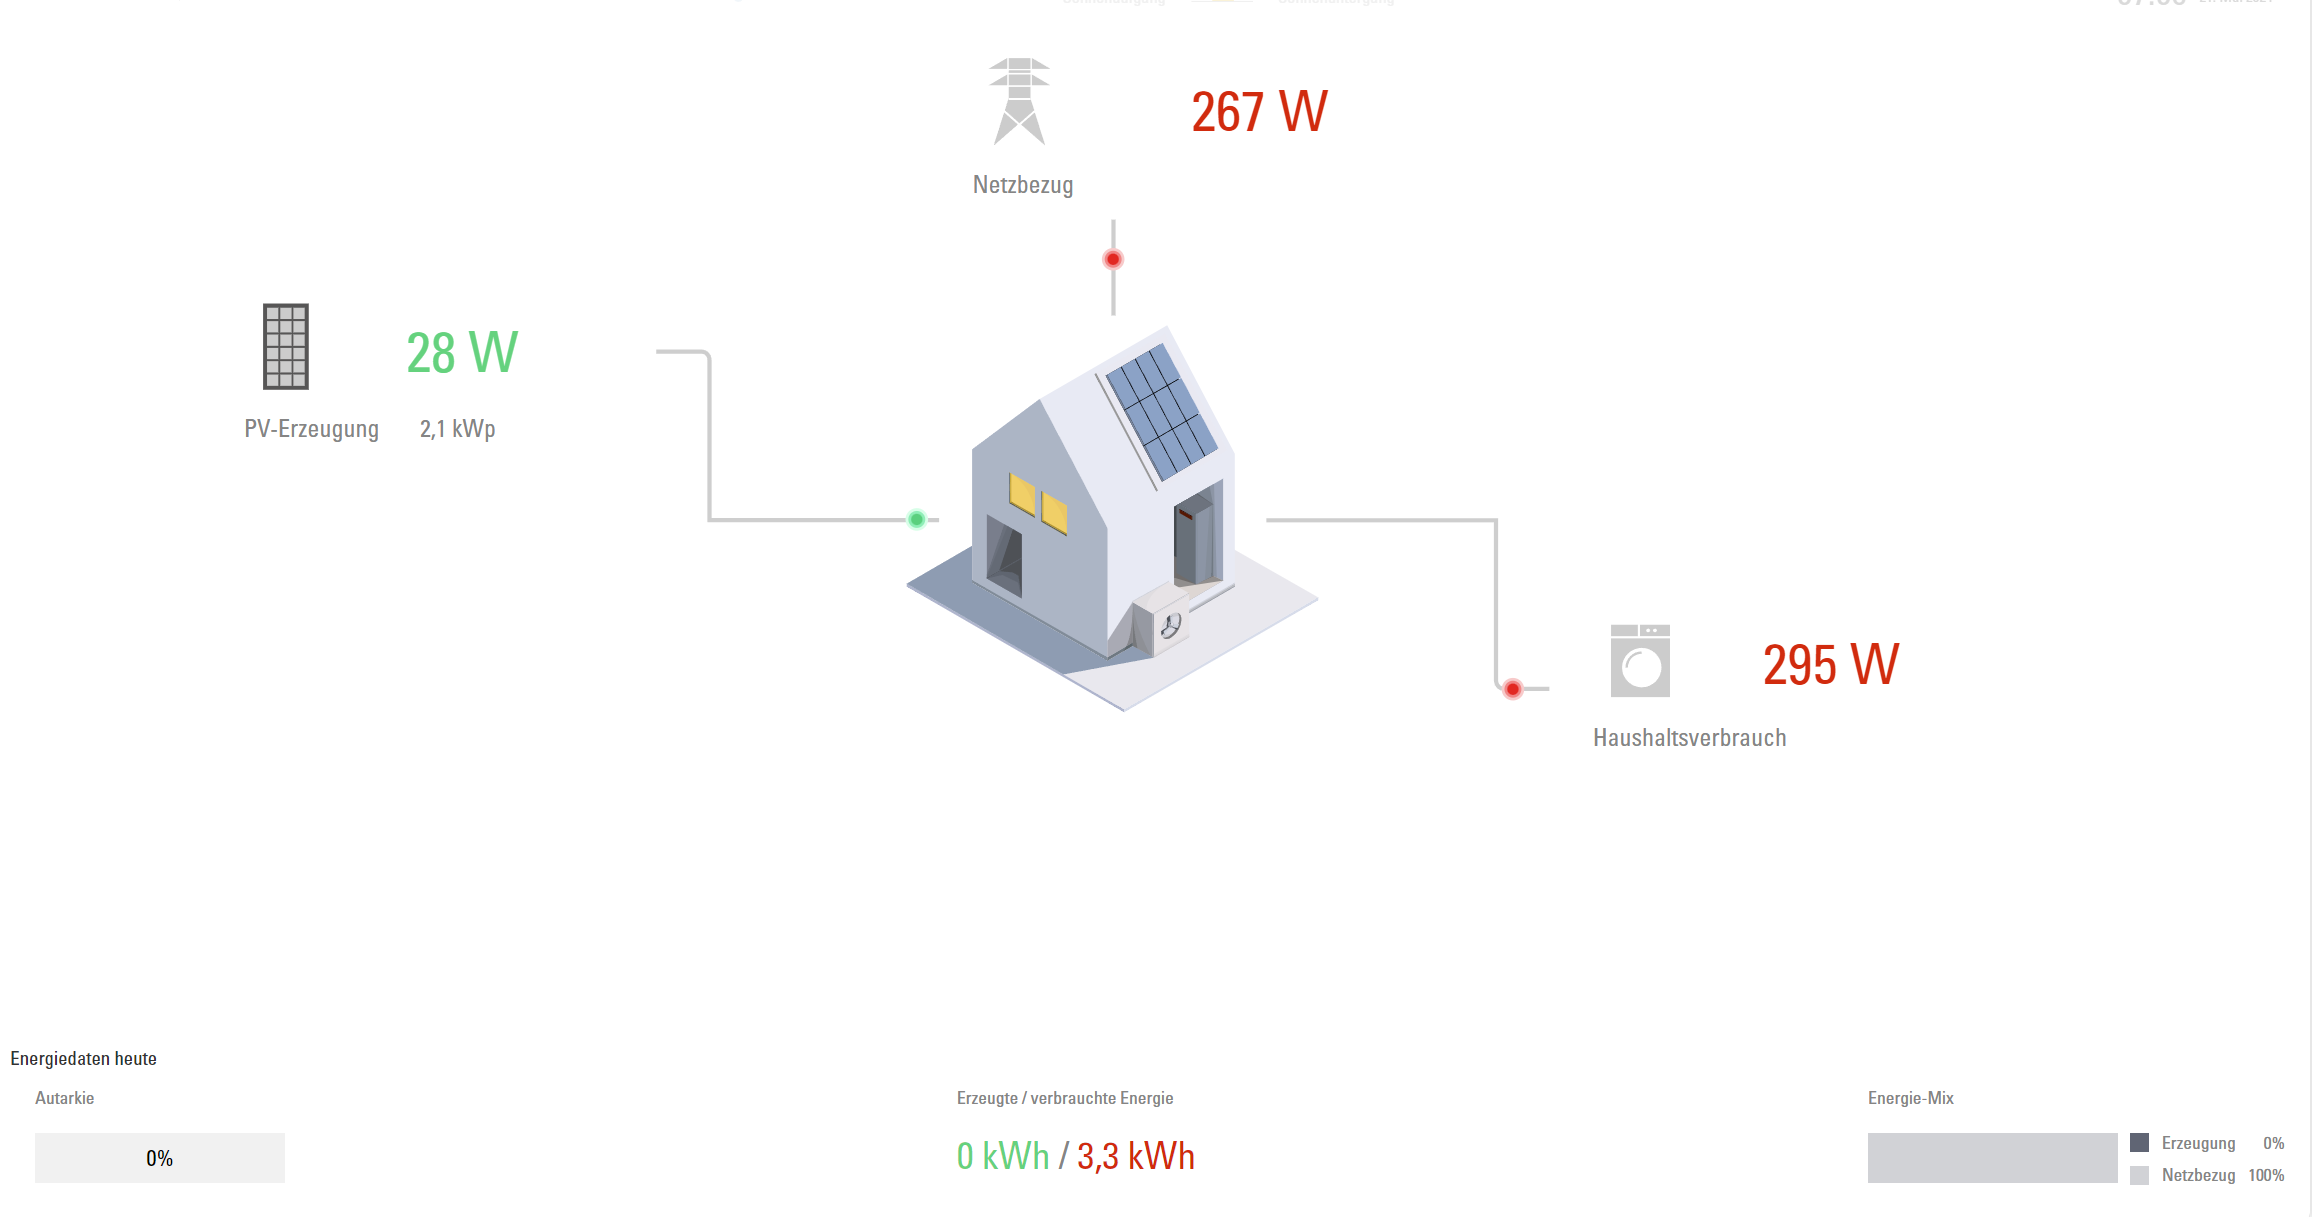 267 W
Netzbezug
28 W
PV-Erzeugung 2,1 kWp
295 W
Haushaltsverbrauch
Energiedaten heute
Autarkie
0%
Erzeugte / verbrauchte Energie
0 kWh / 3,3 kWh
Energie-Mix
Erzeugung 0%
Netzbezug 100%